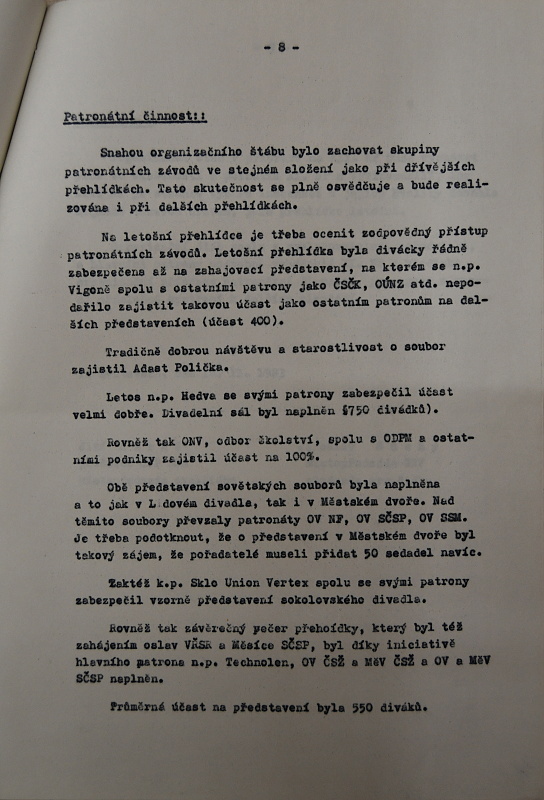 - 8 -
Patronátní činnost::
Snahou organizačního štábu bylo zachovat skupiny
patronátních závodů ve stejném složení jako při dřívějších
přehlídkách. Tato skutečnost se plně osvědčuje a bude reali-
zována i při dalších přehlídkách.
Na letošní přehlídce je třeba ocenit zodpovědný přístup
patronátních závodů. Letošní přehlídka byla divácky řádně
zabezpečena až na zahajovací představení, na kterém se n.p.
Vigoně spolu s ostatními patrony jako ČSČK, OÚNZ atd. nepo-
dařilo zajistit takovou účast jako ostatním patronům na dal-
ších představeních (účast 400).
Tradičně dobrou návštěvu a starostlivost o soubor
zajistil Adast Polička.
Letos n.p. Hedva se svými patrony zabezpečil účast
velmi dobře. Divadelní sál byl naplněn §750 diváků).
Rovněž tak ONV, odbor školství, spolu s ODPM a ostat-
ními podniky zajistil účast na 100%.
Obě představení sovětských souborů byla naplněna
a to jak v Lidovém divadle, tak i v Městském dvoře. Nad
těmito soubory převzaly patronáty OV NF, OV SČSP, OV SSM.
Je třeba podotknout, že o představení v Městském dvoře byl
takový zájem, že pořadatelé museli přidat 50 sedadel navíc.
Taktéž k.p. Sklo Union Vertex spolu se svými patrony
zabezpečil vzorně představení sokolovského divadla.
Rovněž tak závěrečný večer přehoídky, který byl též
zahájením oslav VŘSR a Měsíce SČSP, byl díky iniciativě
hlavního patrona n.p. Technolen, OV ČSŽ a MěV ČSŽ a OV a MěV
SČSP naplněn.
Průměrná účast na představení byla 550 diváků.